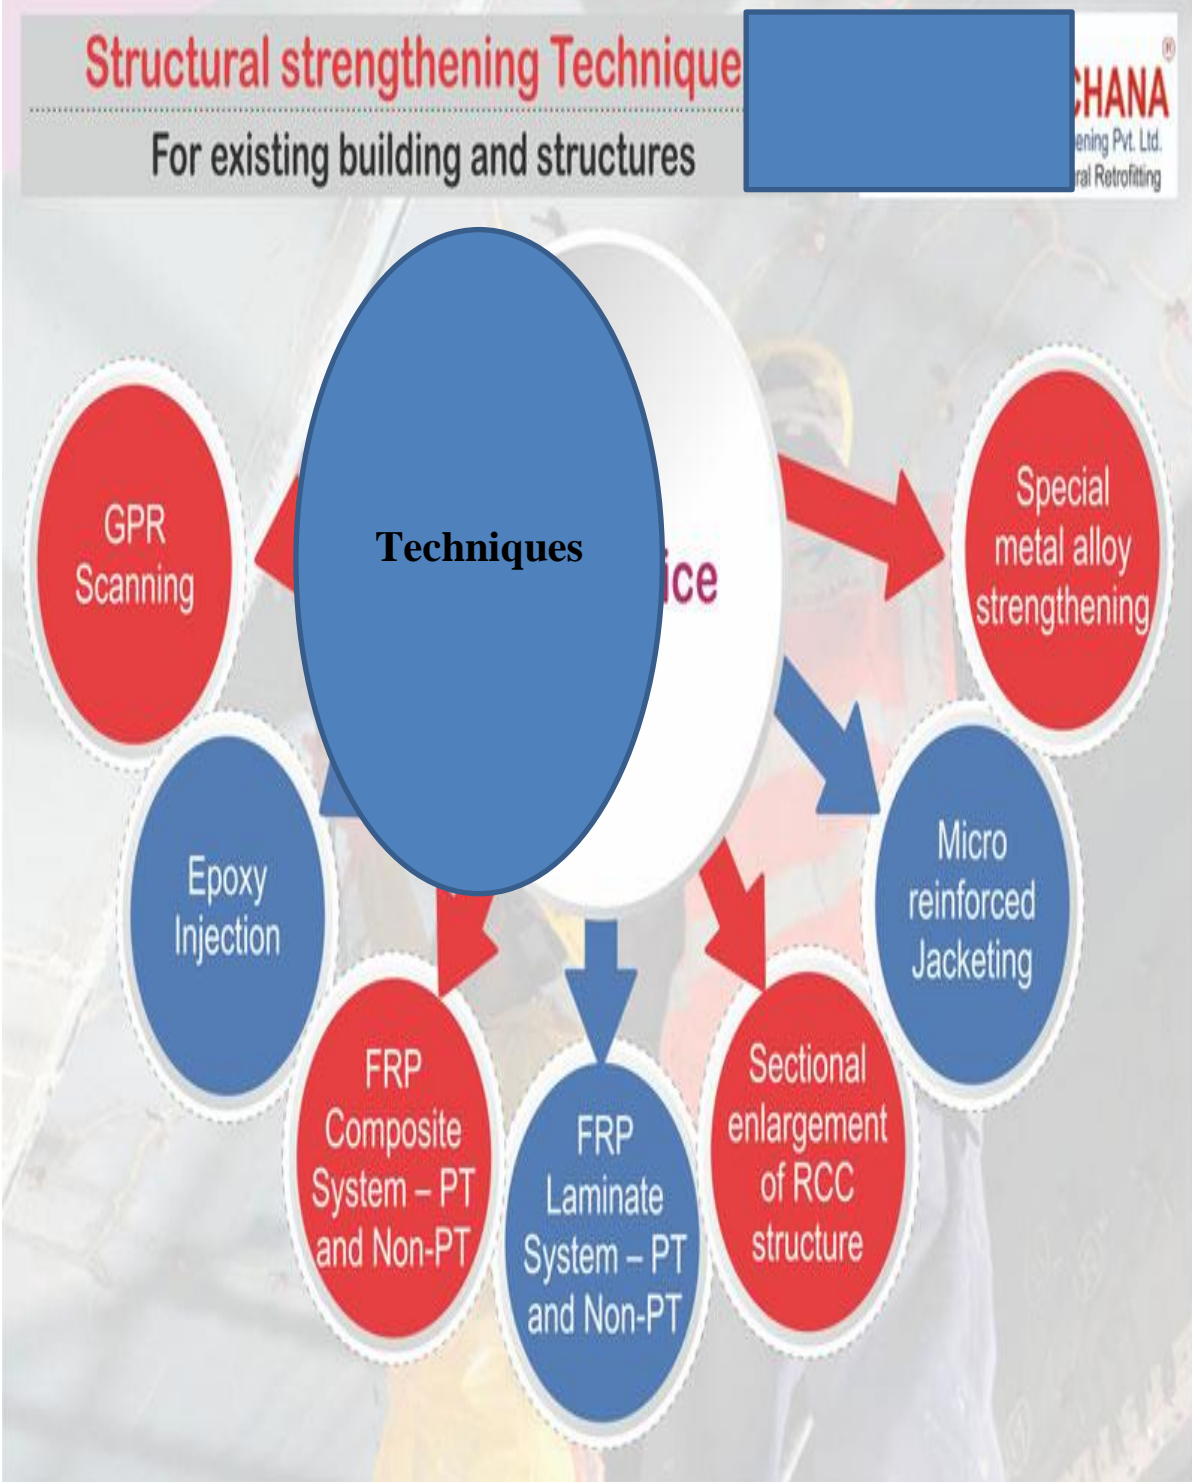 Structural strengthening Technique
For existing building and structures
CHANA®
ening Pvt. Ltd.
ral Retrofitting
Techniques
ice
GPR
Scanning
Epoxy
Injection
FRP
Composite
System – PT
and Non-PT
FRP
Laminate
System – PT
and Non-PT
Sectional
enlargement
of RCC
structure
Micro
reinforced
Jacketing
Special
metal alloy
strengthening